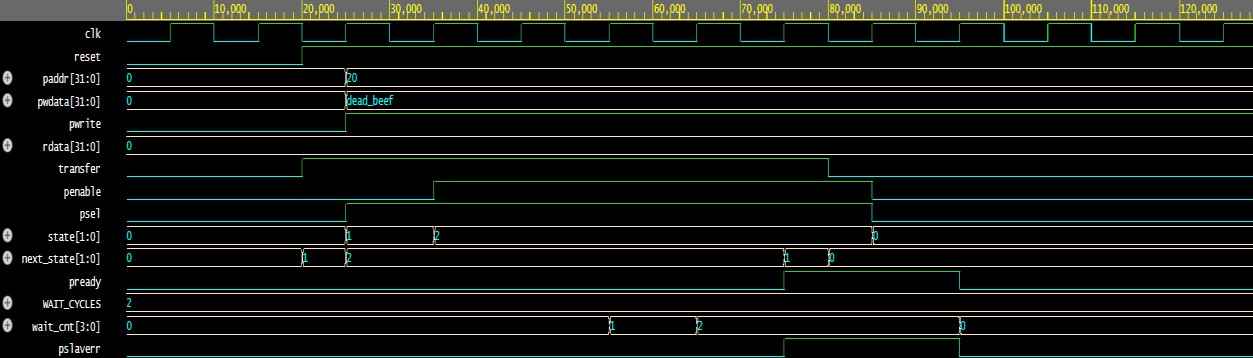 0 10,000 20,000 30,000 40,000 50,000 60,000 70,000 80,000 90,000 100,000 110,000 120,000
clk
reset
paddr[31:0] 0 20
pwdata[31:0] 0 dead_beef
pwrite
rdata[31:0] 0
transfer
penable
psel
state[1:0] 0 1 2 0
next_state[1:0] 0 1 2 1 0
pready
WAIT_CYCLES 2
wait_cnt[3:0] 0 1 2 0
pslaverr